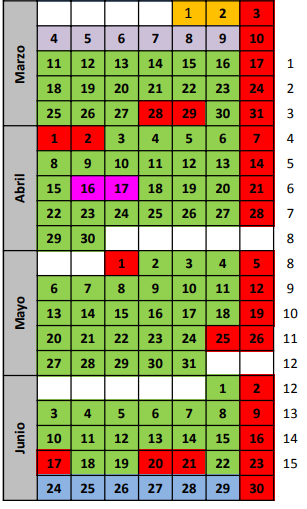 Marzo
1 2 3
4 5 6 7 8 9 10
11 12 13 14 15 16 17 1
18 19 20 21 22 23 24 2
25 26 27 28 29 30 31 3
Abril
1 2 3 4 5 6 7 4
8 9 10 11 12 13 14 5
15 16 17 18 19 20 21 6
22 23 24 25 26 27 28 7
29 30 8
Mayo
1 2 3 4 5 8
6 7 8 9 10 11 12 9
13 14 15 16 17 18 19 10
20 21 22 23 24 25 26 11
27 28 29 30 31 12
Junio
1 2 12
3 4 5 6 7 8 9 13
10 11 12 13 14 15 16 14
17 18 19 20 21 22 23 15
24 25 26 27 28 29 30